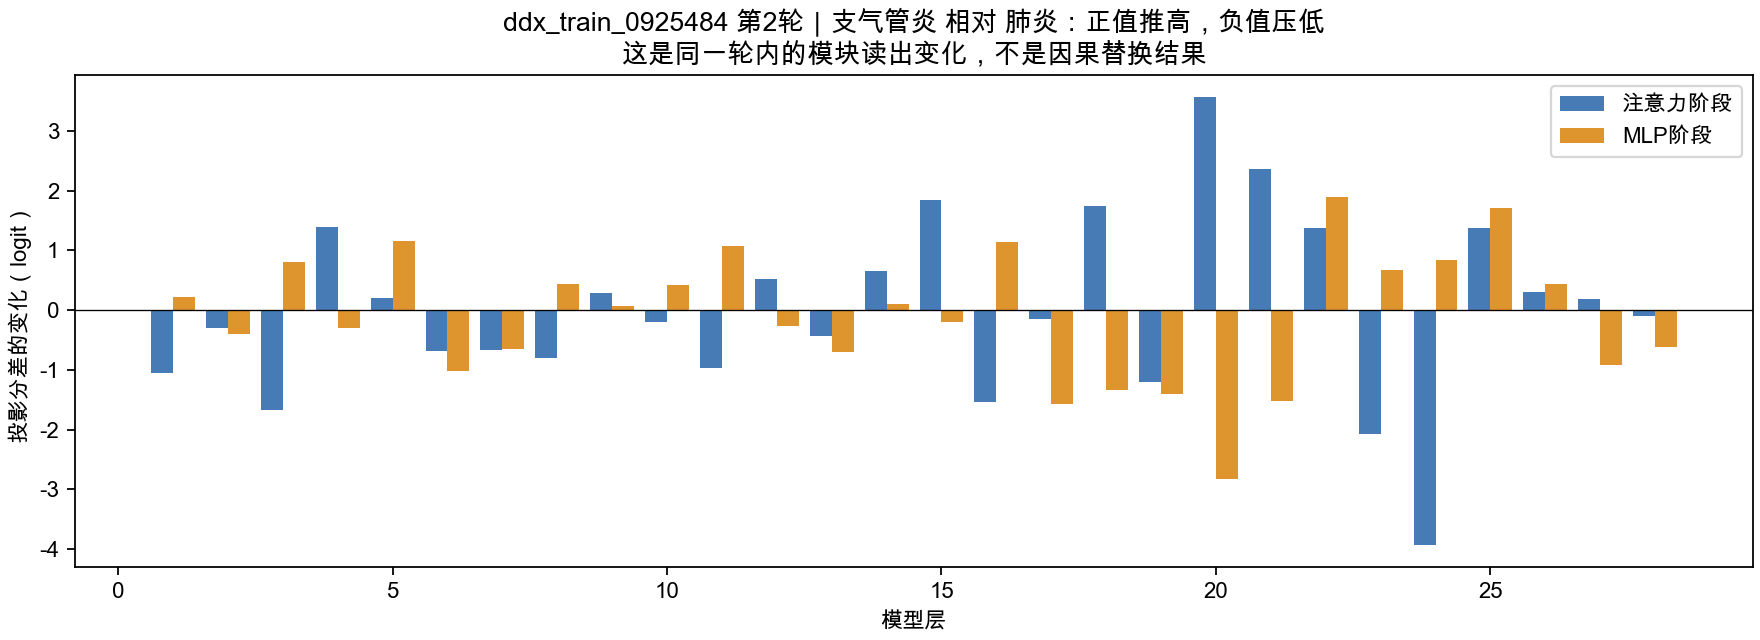 ddx_train_0925484 第2轮 | 支气管炎 相对 肺炎：正值推高，负值压低
这是同一轮内的模块读出变化，不是因果替换结果
注意力阶段
MLP阶段
投影分差的变化（logit）
3
2
1
0
-1
-2
-3
-4
0
5
10
15
20
25
模型层